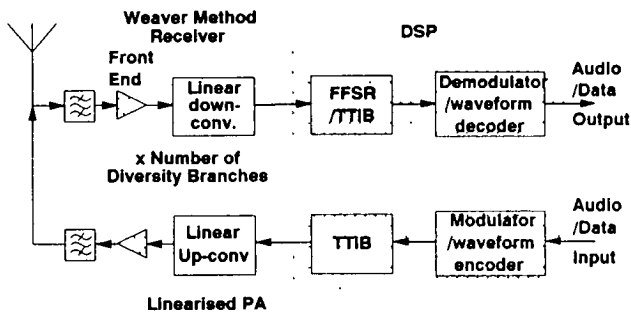 Weaver Method
Receiver
DSP
Front
End
Linear
down-
conv.
FFSR
/TTIB
Demodulator
/waveform
decoder
Audio
/Data
Output
x Number of
Diversity Branches
Linear
Up-conv
TTIB
Modulator
/waveform
encoder
Audio
/Data
Input
Linearised PA